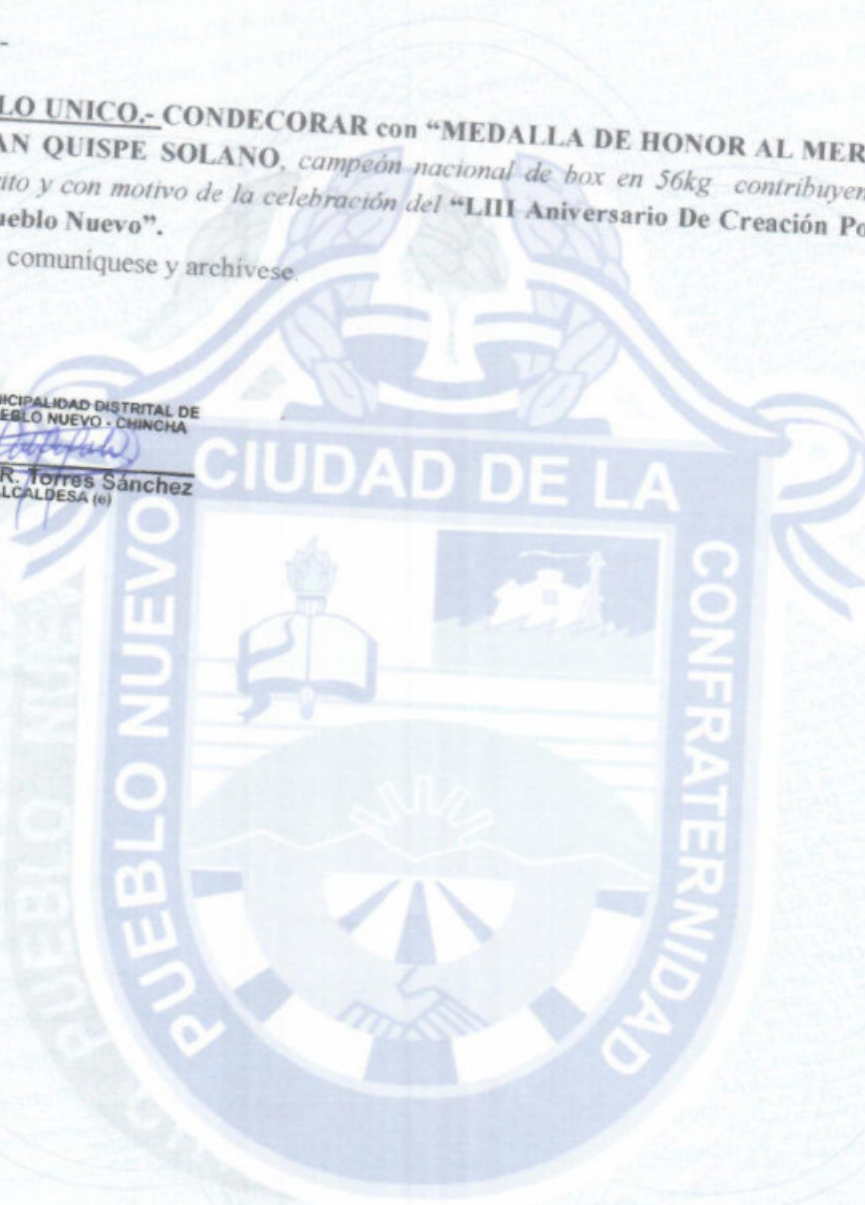 LO UNICO.- CONDECORAR con “MEDALLA DE HONOR AL MER
AN QUISPE SOLANO, campeón nacional de box en 56kg contribuyen
ito y con motivo de la celebración del “LIII Aniversario De Creación Po
ueblo Nuevo”.
comuníquese y archívese.
NICIPALIDAD DISTRITAL DE
EBLO NUEVO - CHINCHA
R. Torres Sánchez
ALCALDESA (e)
CIUDAD DE LA
PUEBLO NUEVO
CONFRATERNIDAD